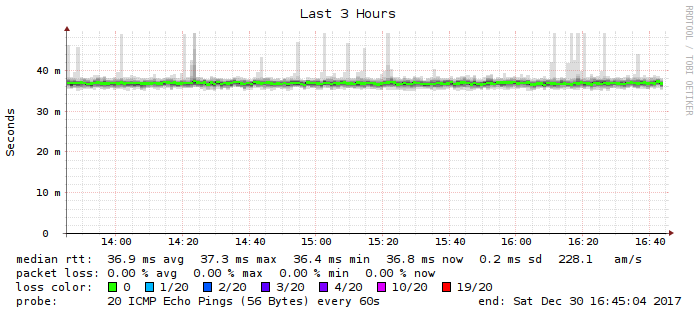 Last 3 Hours
RRDTOOL / TOBI OETIKER
Seconds
40 m
30 m
20 m
10 m
0
14:00 14:20 14:40 15:00 15:20 15:40 16:00 16:20 16:40
median rtt: 36.9 ms avg 37.3 ms max 36.4 ms min 36.8 ms now 0.2 ms sd 228.1 am/s
packet loss: 0.00 % avg 0.00 % max 0.00 % min 0.00 % now
loss color: 0 1/20 2/20 3/20 4/20 10/20 19/20
probe: 20 ICMP Echo Pings (56 Bytes) every 60s end: Sat Dec 30 16:45:04 2017